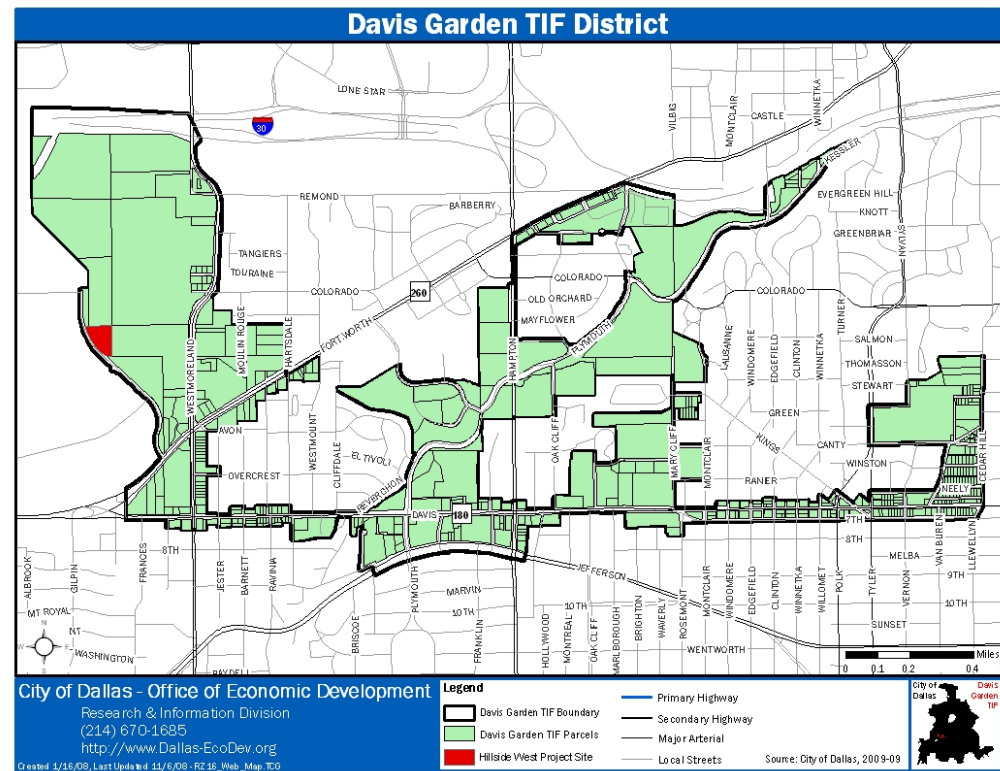 Davis Garden TIF District
LONE STAR
30
VILBIG
MONTCLAIR
CASTLE
WINNETKA
KESSLER
REMOND
BARBERRY
EVERGREEN HILL
KNOTT
GREENBRIAR
SYLVAN
TANGIERS
TOURAINE
COLORADO
260
COLORADO
OLD ORCHARD
MAYFLOWER
COLORADO
MOULIN ROUGE
HARTSDALE
FORT WORTH
HAMPTON
PLYMOUTH
LAUSANNE
WINDOMERE
EDGEFIELD
CLINTON
WINNETKA
TURNER
SALMON
THOMASSON
STEWART
WESTMORELAND
AVON
WESTMOUNT
CLIFFDALE
EL TIVOLI
OVERCREST
REVERCHON
OAK CLIFF
MARY CLIFF
MONTCLAIR
GREEN
KINGS
CANTY
WINSTON
RANIER
NEELY
CEDAR HILL
DAVIS
180
7TH
8TH
8TH
VAN BUREN
LLEWELLYN
MELBA
9TH
10TH
SUNSET
ALBROOK
GILPIN
FRANCES
JESTER
BARNETT
RAVINIA
BRISCOE
PLYMOUTH
MARVIN
10TH
FRANKLIN
JEFFERSON
HOLLYWOOD
MONTREAL
10TH
OAK CLIFF
MARLBOROUGH
BRIGHTON
WAVERLY
ROSEMONT
MONTCLAIR
WINDOMERE
EDGEFIELD
CLINTON
WINNETKA
WILLOMET
POLK
TYLER
VERNON
WENTWORTH
MT ROYAL
MT
WASHINGTON
N
W
E
S
Miles
0 0.1 0.2 0.4
City of Dallas - Office of Economic Development
Research & Information Division
(214) 670-1685
http://www.Dallas-EcoDev.org
Created 1/16/08, Last Updated 11/6/08 - RZ16_Web_Map.TCG
Legend
Davis Garden TIF Boundary
Davis Garden TIF Parcels
Hillside West Project Site
Primary Highway
Secondary Highway
Major Arterial
Local Streets
Source: City of Dallas, 2009-09
City of
Dallas
Davis
Garden
TIF